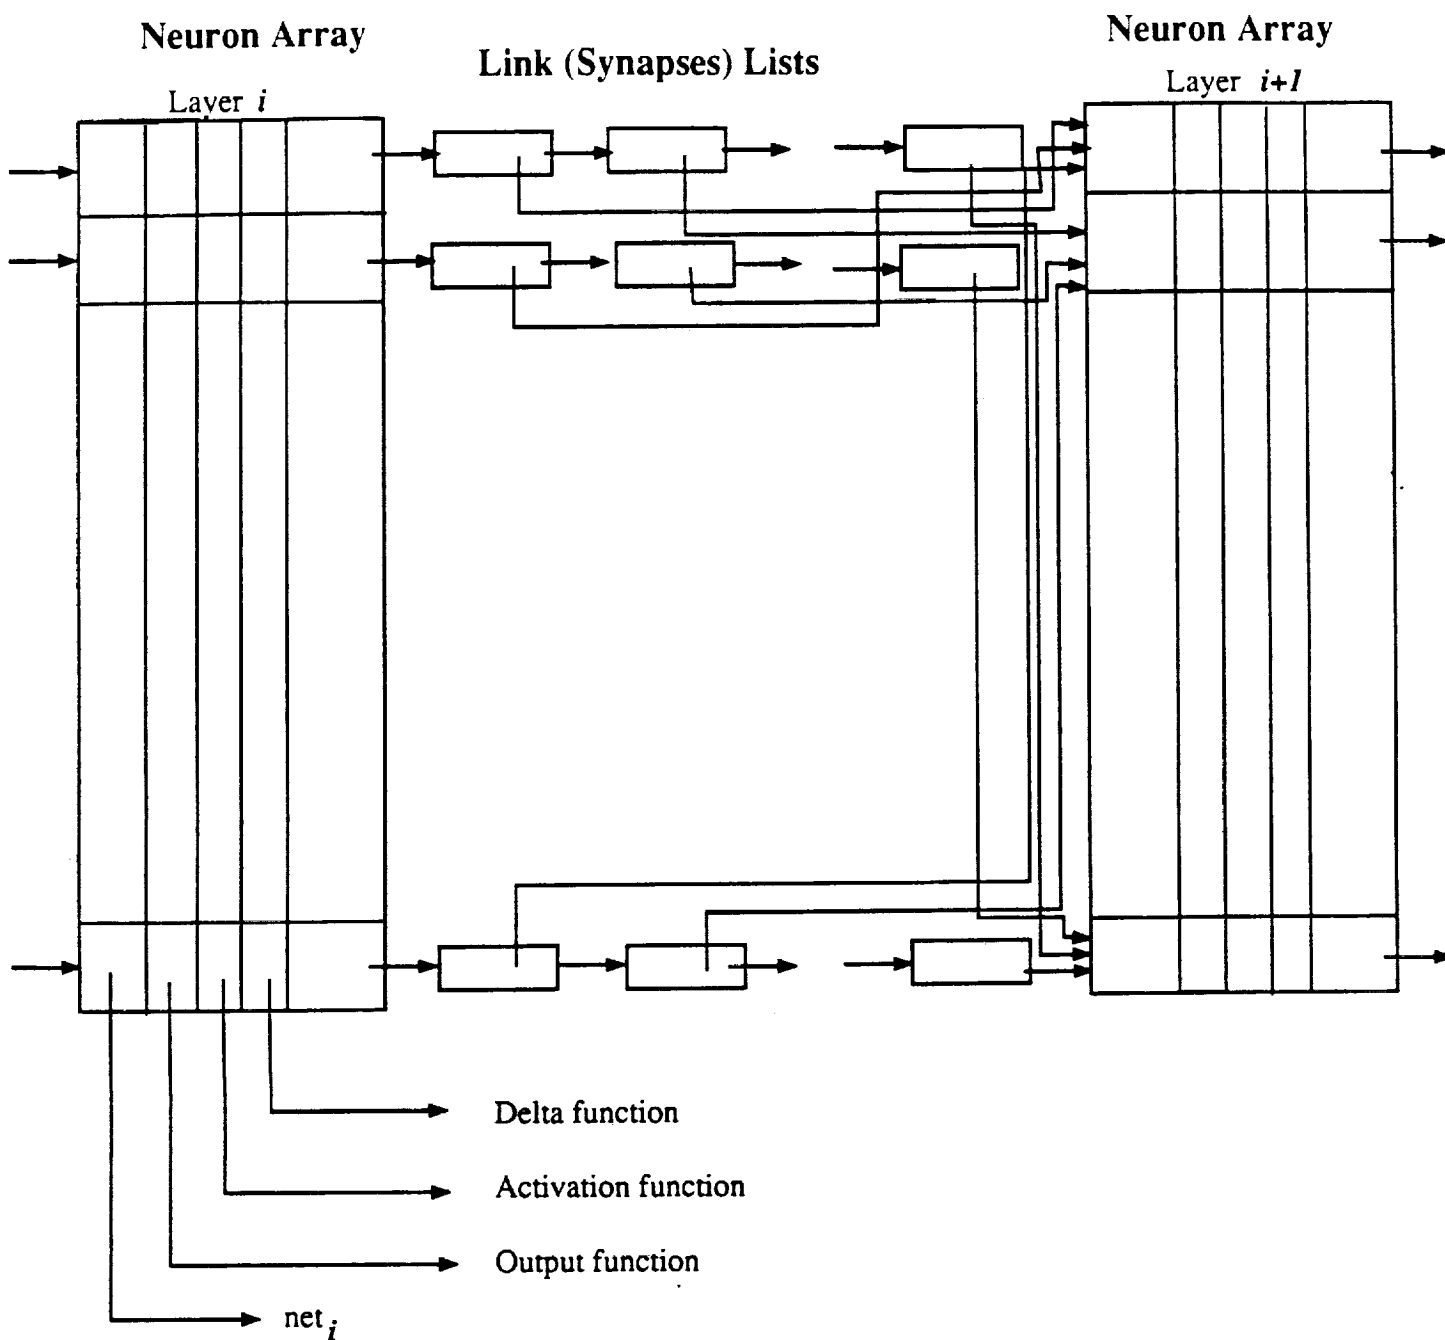 Neuron Array
Link (Synapses) Lists
Neuron Array
Layer i
Layer i+1
Delta function
Activation function
Output function
net i